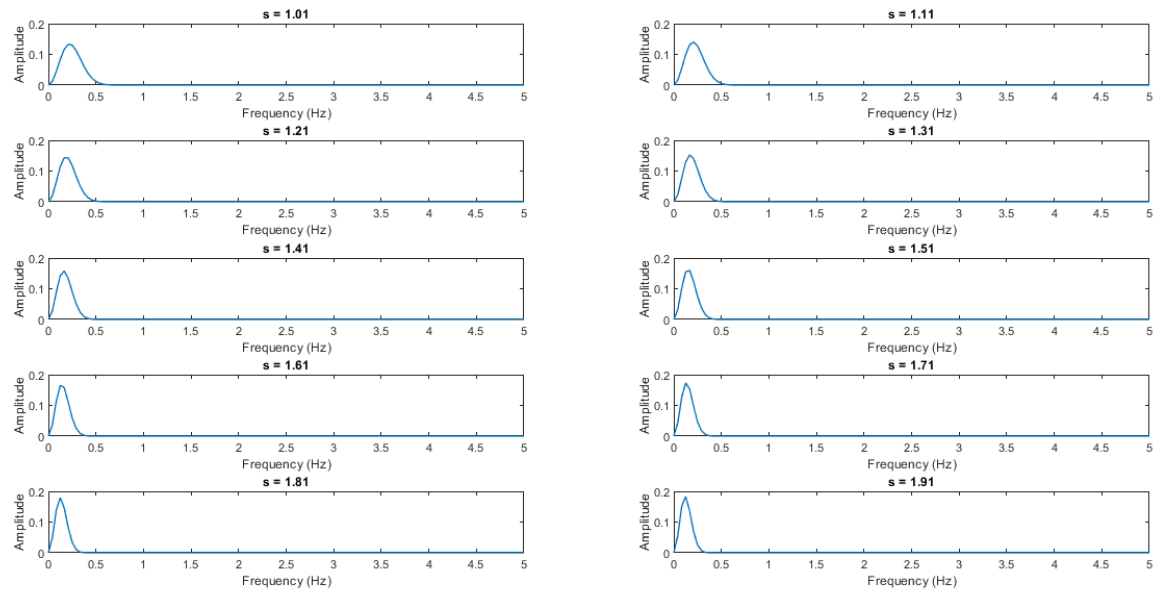 s = 1.01
Amplitude
0.2
0.1
0
0 0.5 1 1.5 2 2.5 3 3.5 4 4.5 5
Frequency (Hz)
s = 1.11
Amplitude
0.2
0.1
0
0 0.5 1 1.5 2 2.5 3 3.5 4 4.5 5
Frequency (Hz)
s = 1.21
Amplitude
0.2
0.1
0
0 0.5 1 1.5 2 2.5 3 3.5 4 4.5 5
Frequency (Hz)
s = 1.31
Amplitude
0.2
0.1
0
0 0.5 1 1.5 2 2.5 3 3.5 4 4.5 5
Frequency (Hz)
s = 1.41
Amplitude
0.2
0.1
0
0 0.5 1 1.5 2 2.5 3 3.5 4 4.5 5
Frequency (Hz)
s = 1.51
Amplitude
0.2
0.1
0
0 0.5 1 1.5 2 2.5 3 3.5 4 4.5 5
Frequency (Hz)
s = 1.61
Amplitude
0.2
0.1
0
0 0.5 1 1.5 2 2.5 3 3.5 4 4.5 5
Frequency (Hz)
s = 1.71
Amplitude
0.2
0.1
0
0 0.5 1 1.5 2 2.5 3 3.5 4 4.5 5
Frequency (Hz)
s = 1.81
Amplitude
0.2
0.1
0
0 0.5 1 1.5 2 2.5 3 3.5 4 4.5 5
Frequency (Hz)
s = 1.91
Amplitude
0.2
0.1
0
0 0.5 1 1.5 2 2.5 3 3.5 4 4.5 5
Frequency (Hz)